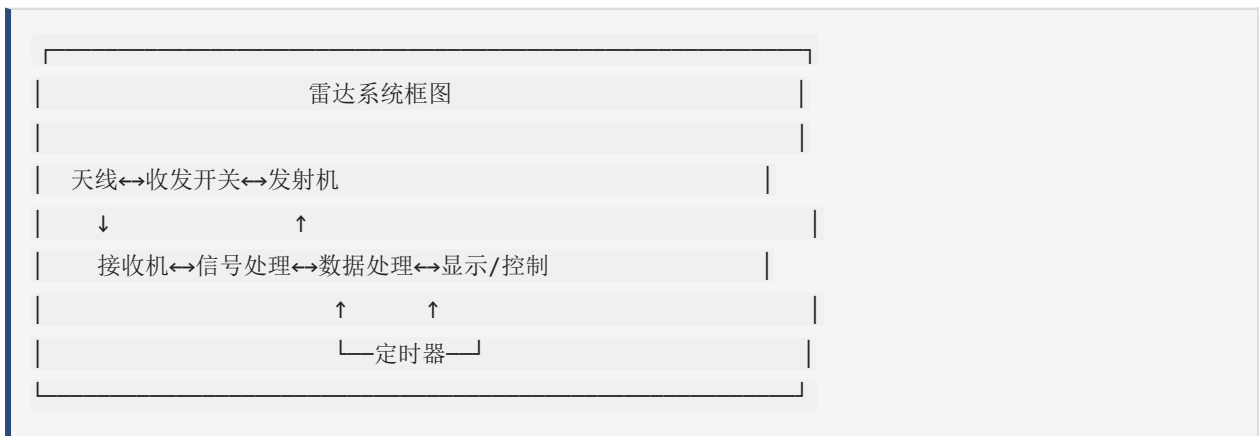 雷达系统框图
天线↔收发开关↔发射机
↓ ↑
接收机↔信号处理↔数据处理↔显示/控制
↑ ↑
└──定时器──┘